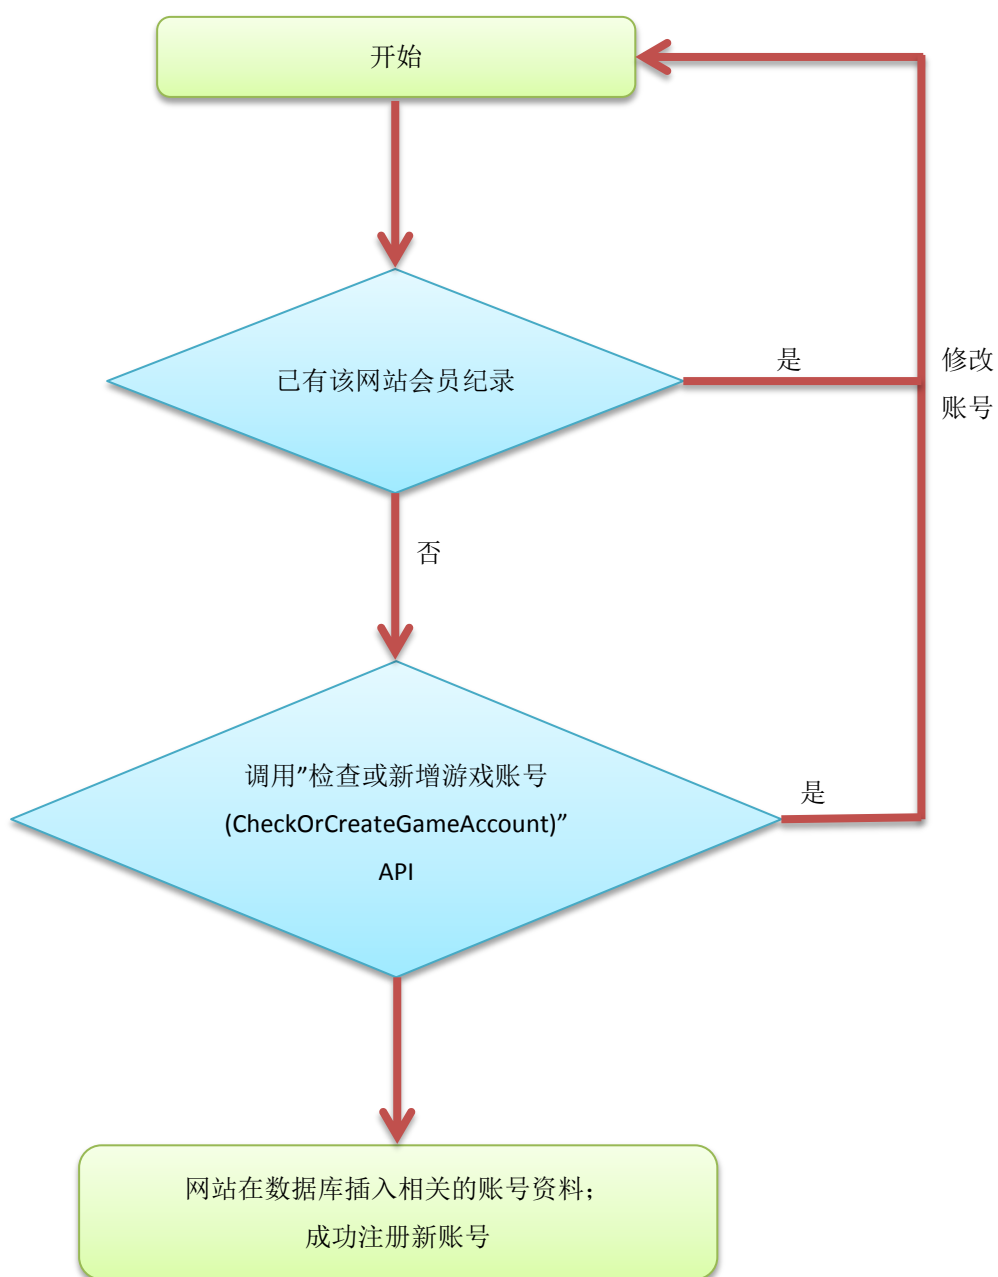 开始
已有该网站会员纪录
是
修改
账号
否
调用”检查或新增游戏账号
(CheckOrCreateGameAccount)”
API
是
网站在数据库插入相关的账号资料；
成功注册新账号